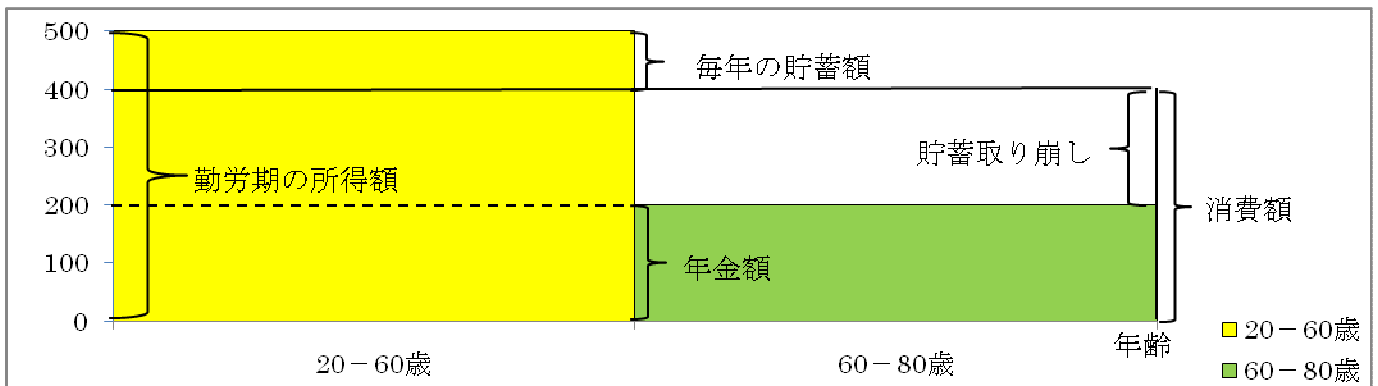 500
400
300
200
100
0
毎年の貯蓄額
貯蓄取り崩し
勤労期の所得額
消費額
年金額
年齢
20－60歳
60－80歳
20－60歳
60－80歳